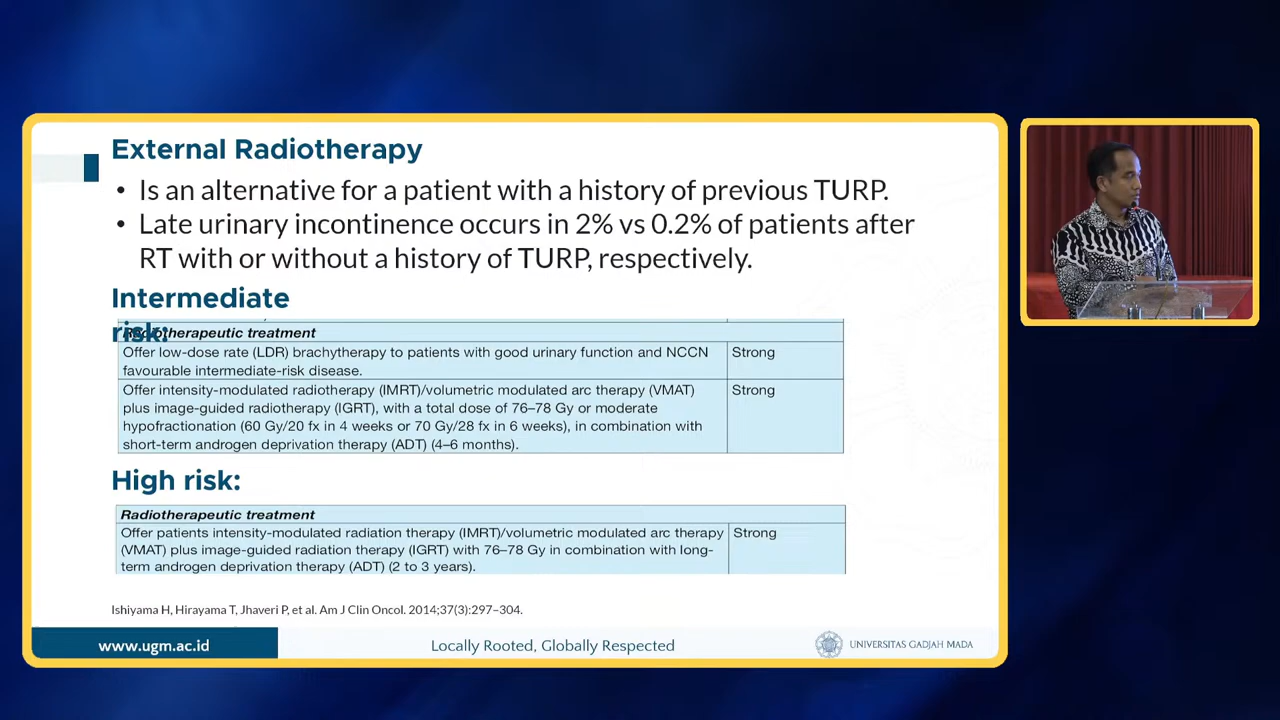 External Radiotherapy
• Is an alternative for a patient with a history of previous TURP.
• Late urinary incontinence occurs in 2% vs 0.2% of patients after
RT with or without a history of TURP, respectively.
Intermediate
risk:
Radiotherapeutic treatment
Offer low-dose rate (LDR) brachytherapy to patients with good urinary function and NCCN Strong
favourable intermediate-risk disease.
Offer intensity-modulated radiotherapy (IMRT)/volumetric modulated arc therapy (VMAT) Strong
plus image-guided radiotherapy (IGRT), with a total dose of 76–78 Gy or moderate
hypofractionation (60 Gy/20 fx in 4 weeks or 70 Gy/28 fx in 6 weeks), in combination with
short-term androgen deprivation therapy (ADT) (4–6 months).
High risk:
Radiotherapeutic treatment
Offer patients intensity-modulated radiation therapy (IMRT)/volumetric modulated arc therapy Strong
(VMAT) plus image-guided radiation therapy (IGRT) with 76–78 Gy in combination with long-
term androgen deprivation therapy (ADT) (2 to 3 years).
Ishiyama H, Hirayama T, Jhaveri P, et al. Am J Clin Oncol. 2014;37(3):297–304.
www.ugm.ac.id Locally Rooted, Globally Respected UNIVERSITAS GADJAH MADA